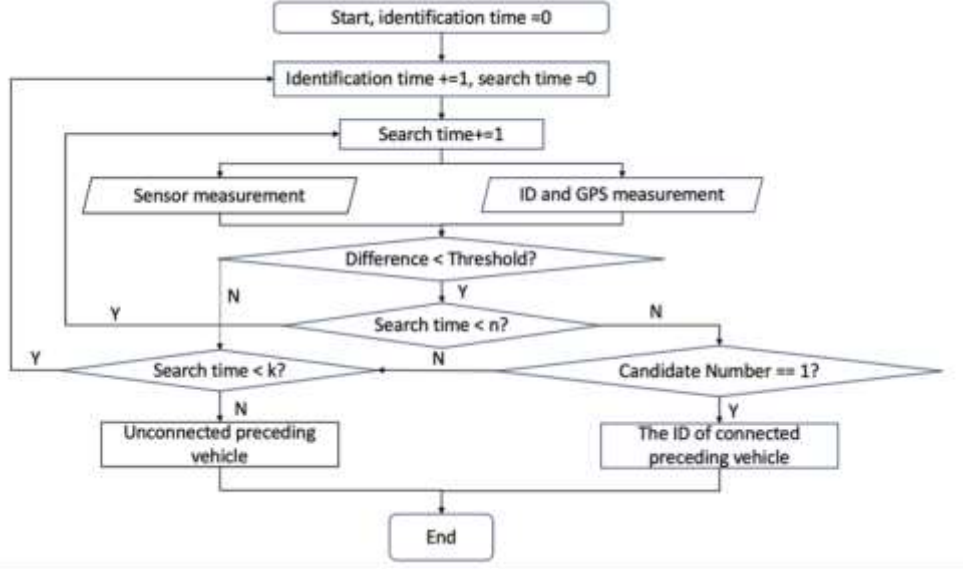 Start, identification time =0
Identification time +=1, search time =0
Search time+=1
Sensor measurement
ID and GPS measurement
Difference < Threshold?
N
Y
Y
Search time < n?
N
Y
Search time < k?
N
Candidate Number == 1?
N
Y
Unconnected preceding
vehicle
The ID of connected
preceding vehicle
End